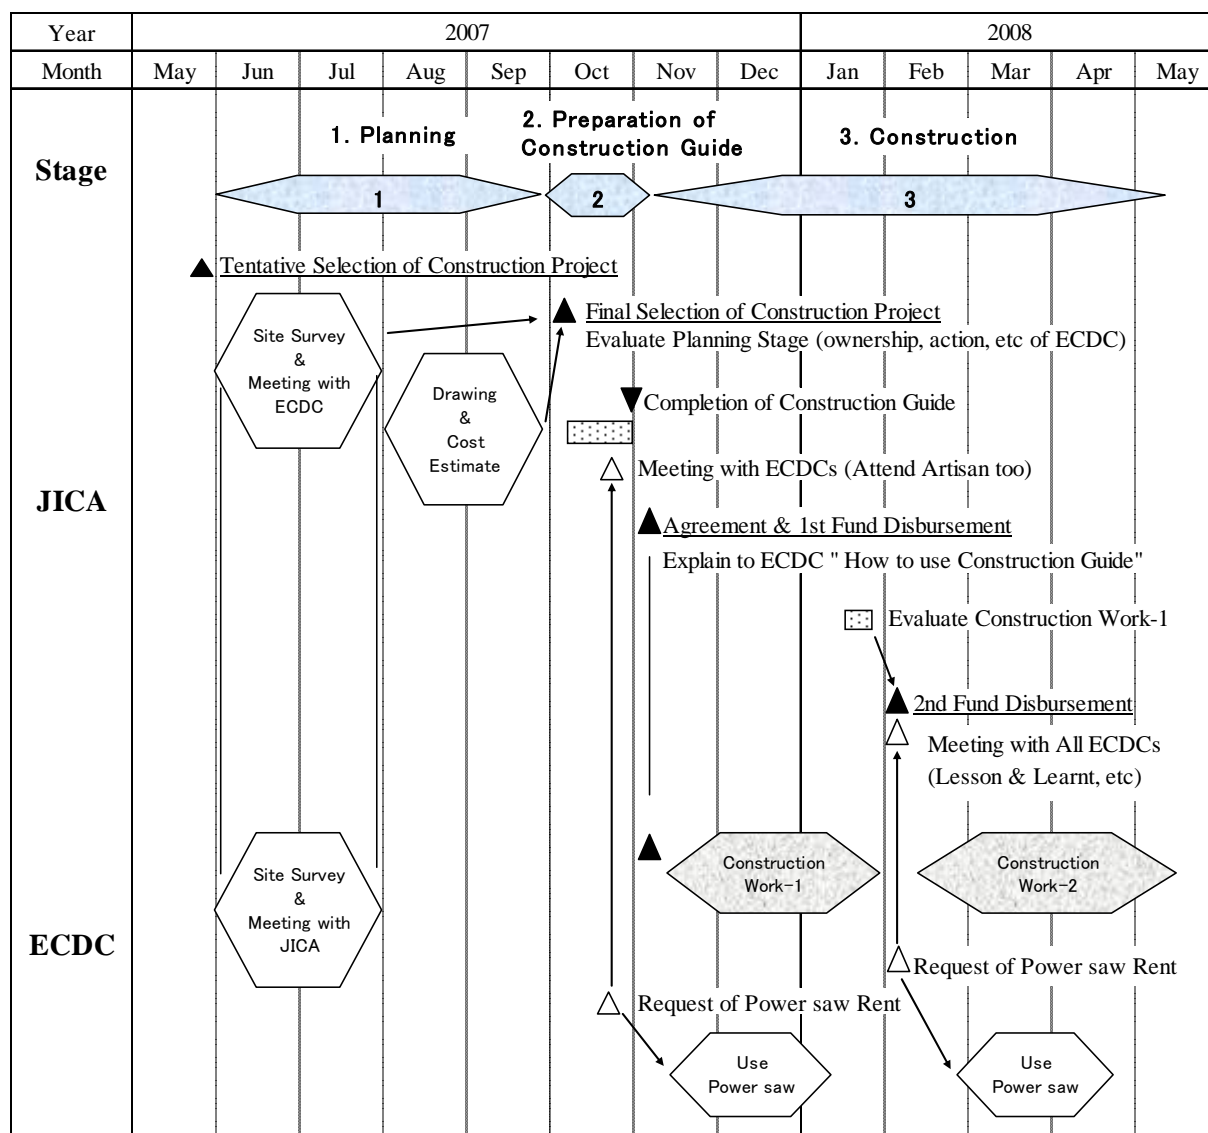 Year 2007 2008
Month May Jun Jul Aug Sep Oct Nov Dec Jan Feb Mar Apr May
Stage
1. Planning
2. Preparation of
Construction Guide
3. Construction
1
2
3
JICA
Tentative Selection of Construction Project
Site Survey
&
Meeting with
ECDC
Final Selection of Construction Project
Evaluate Planning Stage (ownership, action, etc of ECDC)
Drawing
&
Cost
Estimate
Completion of Construction Guide
Meeting with ECDCs (Attend Artisan too)
Agreement & 1st Fund Disbursement
Explain to ECDC " How to use Construction Guide"
Evaluate Construction Work-1
2nd Fund Disbursement
Meeting with All ECDCs
(Lesson & Learnt, etc)
ECDC
Site Survey
&
Meeting with
JICA
Construction
Work-1
Construction
Work-2
Request of Power saw Rent
Request of Power saw Rent
Use
Power saw
Use
Power saw